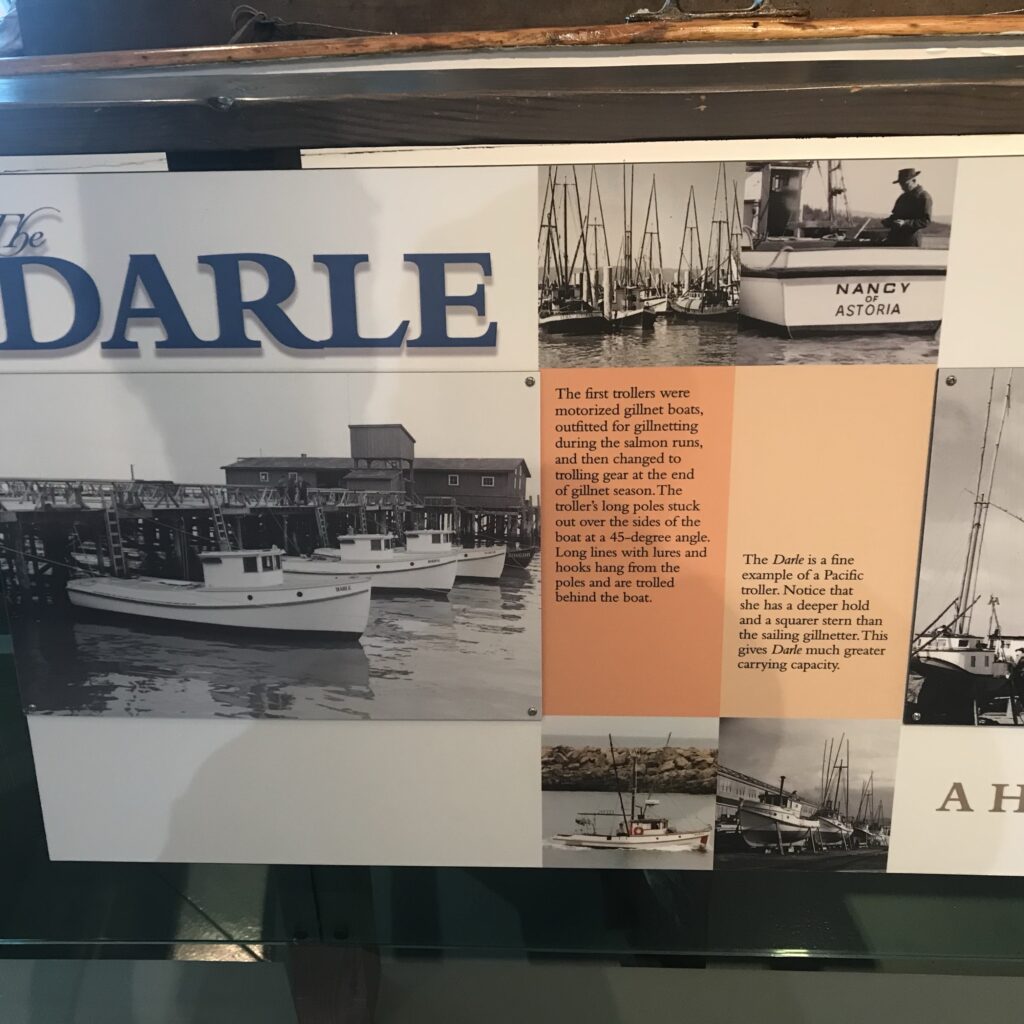 The
DARLE
NANCY
OF
ASTORIA
The first trollers were
motorized gillnet boats,
outfitted for gillnetting
during the salmon runs,
and then changed to
trolling gear at the end
of gillnet season. The
troller's long poles stuck
out over the sides of the
boat at a 45-degree angle.
Long lines with lures and
hooks hang from the
poles and are trolled
behind the boat.
The Darle is a fine
example of a Pacific
troller. Notice that
she has a deeper hold
and a squarer stern than
the sailing gillnetter. This
gives Darle much greater
carrying capacity.
DARLE
A H